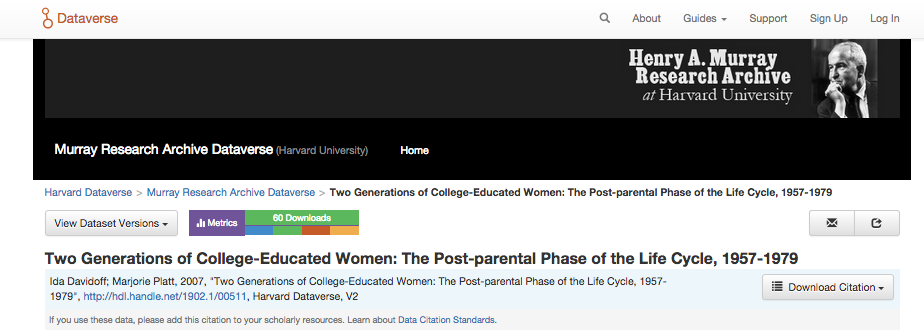 Dataverse
About Guides Support Sign Up Log In
Henry A. Murray
Research Archive
at Harvard University
Murray Research Archive Dataverse (Harvard University) Home
Harvard Dataverse > Murray Research Archive Dataverse > Two Generations of College-Educated Women: The Post-parental Phase of the Life Cycle, 1957-1979
View Dataset Versions Metrics 60 Downloads
Two Generations of College-Educated Women: The Post-parental Phase of the Life Cycle, 1957-1979
Ida Davidoff; Marjorie Platt, 2007, "Two Generations of College-Educated Women: The Post-parental Phase of the Life Cycle, 1957-
1979", http://hdl.handle.net/1902.1/00511, Harvard Dataverse, V2
Download Citation
If you use these data, please add this citation to your scholarly resources. Learn about Data Citation Standards.